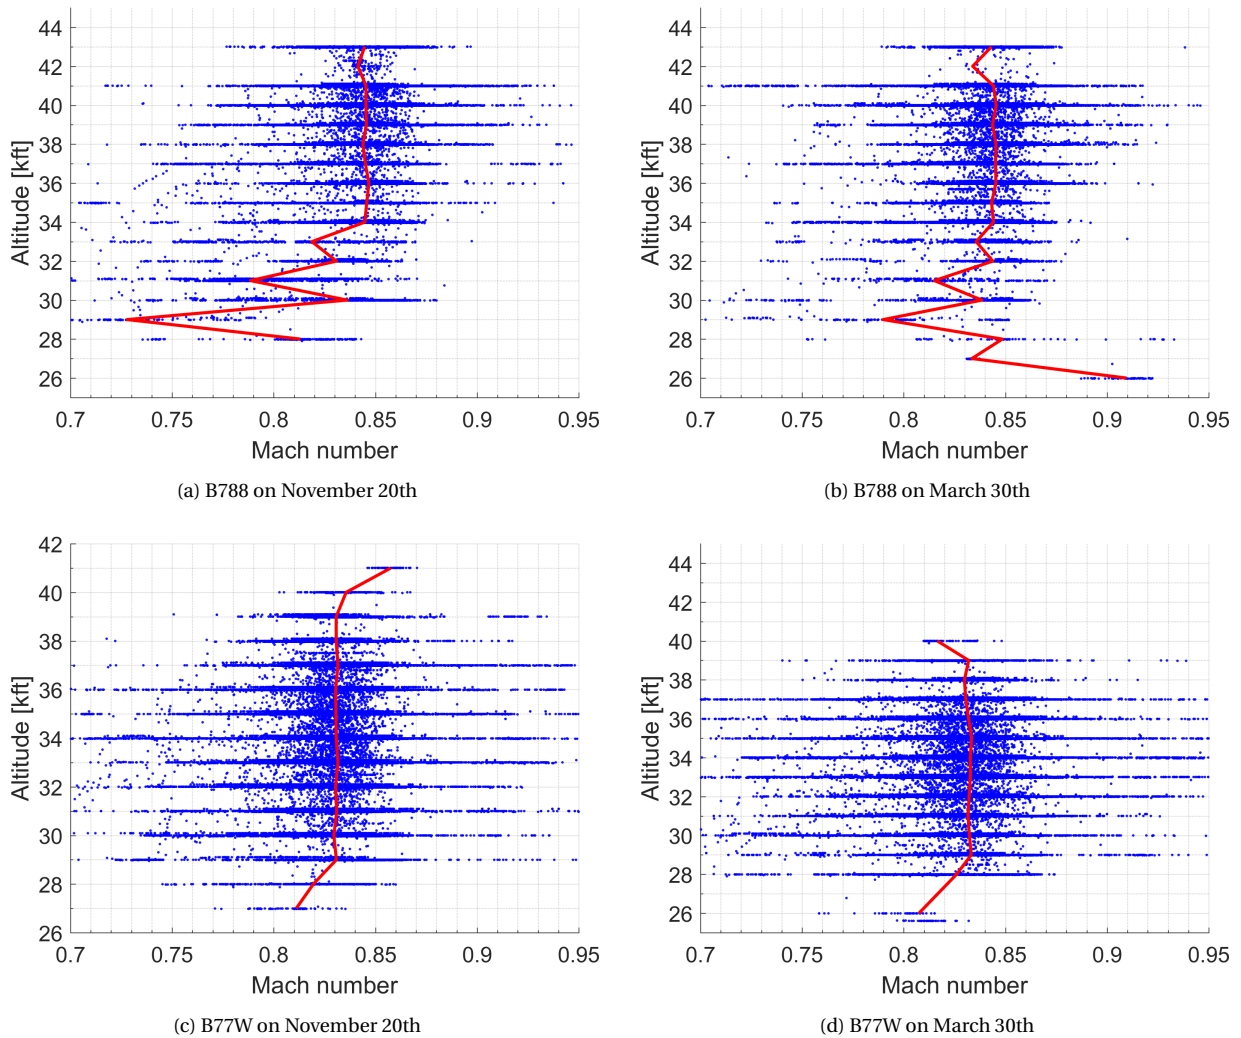 44
42
40
38
36
34
32
30
28
26
Altitude [kft]
0.7 0.75 0.8 0.85 0.9 0.95
Mach number
(a) B788 on November 20th
44
42
40
38
36
34
32
30
28
26
Altitude [kft]
0.7 0.75 0.8 0.85 0.9 0.95
Mach number
(b) B788 on March 30th
42
40
38
36
34
32
30
28
26
Altitude [kft]
0.7 0.75 0.8 0.85 0.9 0.95
Mach number
(c) B77W on November 20th
44
42
40
38
36
34
32
30
28
26
Altitude [kft]
0.7 0.75 0.8 0.85 0.9 0.95
Mach number
(d) B77W on March 30th